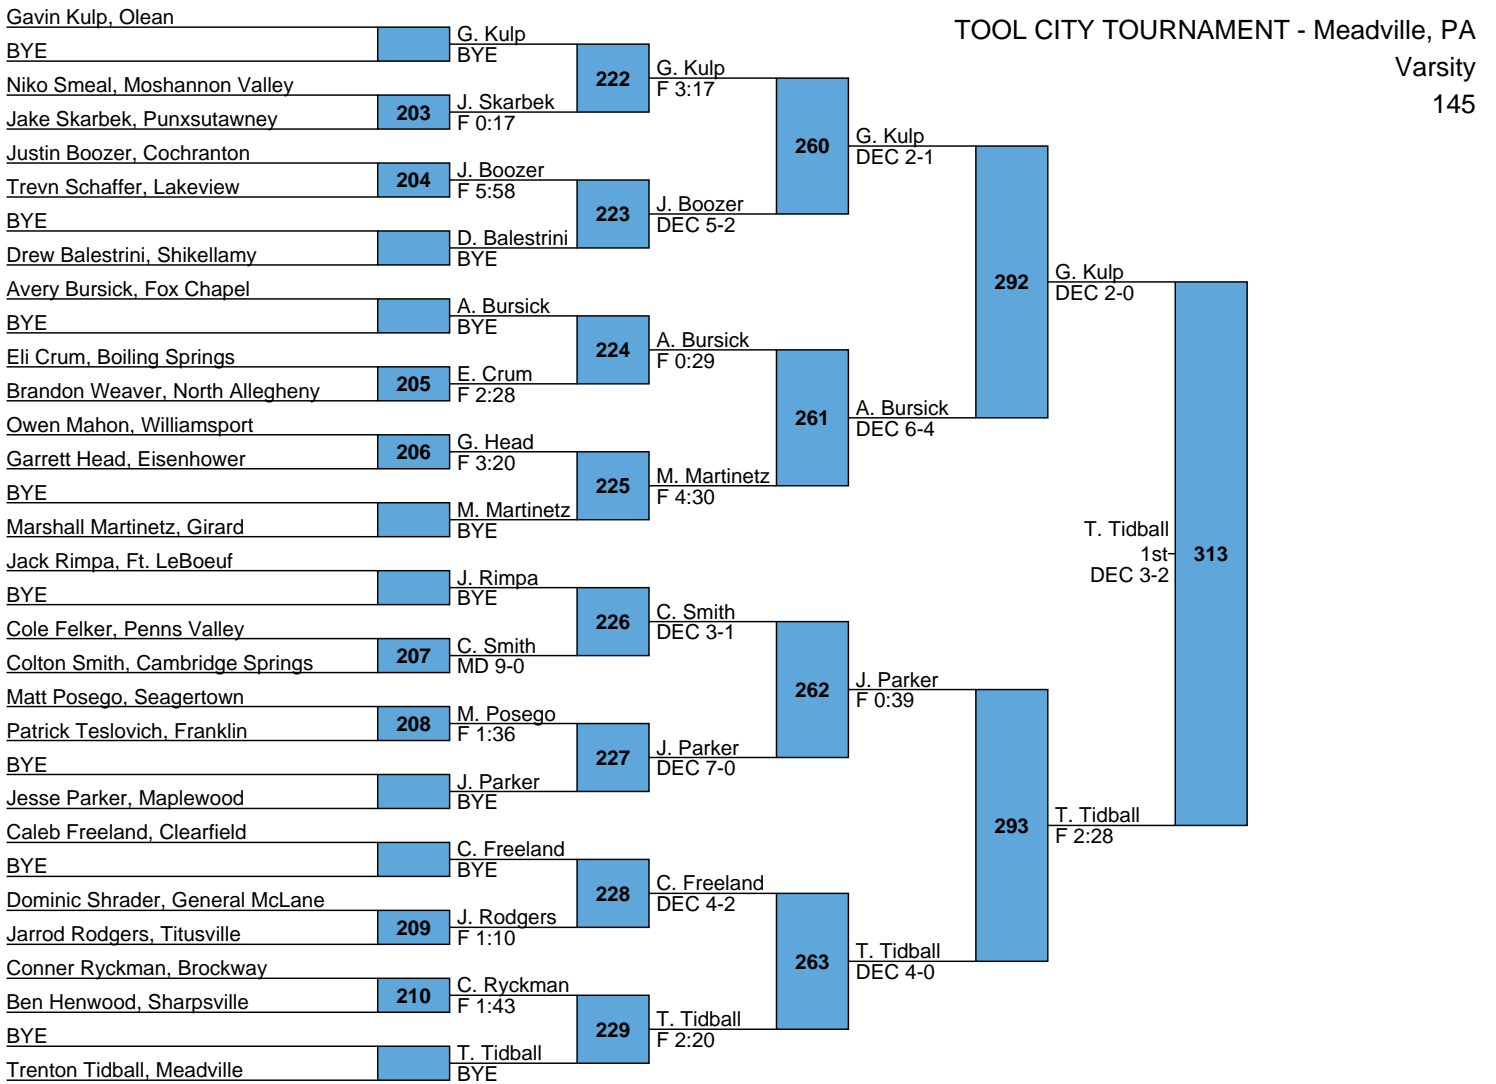 TOOL CITY TOURNAMENT - Meadville, PA
Varsity
145
Gavin Kulp, Olean
BYE
Niko Smeal, Moshannon Valley
Jake Skarbek, Punxsutawney
Justin Boozer, Cochranton
Trevn Schaffer, Lakeview
BYE
Drew Balestrini, Shikellamy
Avery Bursick, Fox Chapel
BYE
Eli Crum, Boiling Springs
Brandon Weaver, North Allegheny
Owen Mahon, Williamsport
Garrett Head, Eisenhower
BYE
Marshall Martinetz, Girard
Jack Rimpa, Ft. LeBoeuf
BYE
Cole Felker, Penns Valley
Colton Smith, Cambridge Springs
Matt Posego, Seagertown
Patrick Teslovich, Franklin
BYE
Jesse Parker, Maplewood
Caleb Freeland, Clearfield
BYE
Dominic Shrader, General McLane
Jarrod Rodgers, Titusville
Conner Ryckman, Brockway
Ben Henwood, Sharpsville
BYE
Trenton Tidball, Meadville
203
204
205
206
207
208
209
210
G. Kulp
BYE
J. Skarbek
F 0:17
J. Boozer
F 5:58
D. Balestrini
BYE
A. Bursick
BYE
E. Crum
F 2:28
G. Head
F 3:20
M. Martinetz
BYE
J. Rimpa
BYE
C. Smith
MD 9-0
M. Posego
F 1:36
J. Parker
BYE
C. Freeland
BYE
J. Rodgers
F 1:10
C. Ryckman
F 1:43
T. Tidball
BYE
222
223
224
225
226
227
228
229
G. Kulp
F 3:17
J. Boozer
DEC 5-2
A. Bursick
F 0:29
M. Martinetz
F 4:30
C. Smith
DEC 3-1
J. Parker
DEC 7-0
C. Freeland
DEC 4-2
T. Tidball
F 2:20
260
261
262
263
G. Kulp
DEC 2-1
A. Bursick
DEC 6-4
J. Parker
F 0:39
T. Tidball
DEC 4-0
292
293
G. Kulp
DEC 2-0
T. Tidball
F 2:28
T. Tidball
1st
DEC 3-2
313